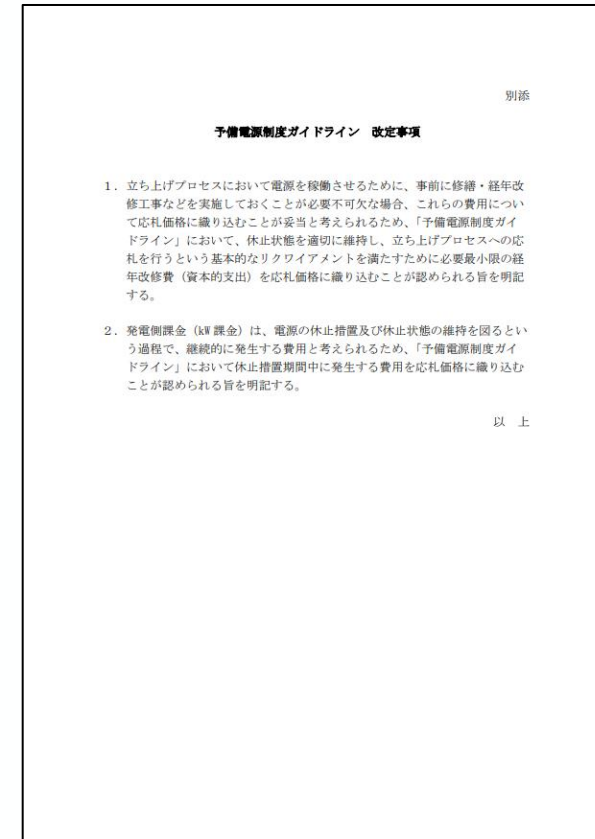 別添
予備電源制度ガイドライン　改定事項
１．立ち上げプロセスにおいて電源を稼働させるために、事前に修繕・経年改
修工事などを実施しておくことが必要不可欠な場合、これらの費用につい
て応札価格に織り込むことが妥当と考えられるため、「予備電源制度ガイ
ドライン」において、休止状態を適切に維持し、立ち上げプロセスへの応
札を行うという基本的なリクワイアメントを満たすために必要最小限の経
年改修費（資本的支出）を応札価格に織り込むことが認められる旨を明記
する。
２．発電側課金（kW 課金）は、電源の休止措置及び休止状態の維持を図るとい
う過程で、継続的に発生する費用と考えられるため、「予備電源制度ガイ
ドライン」において休止措置期間中に発生する費用を応札価格に織り込む
ことが認められる旨を明記する。
以　上